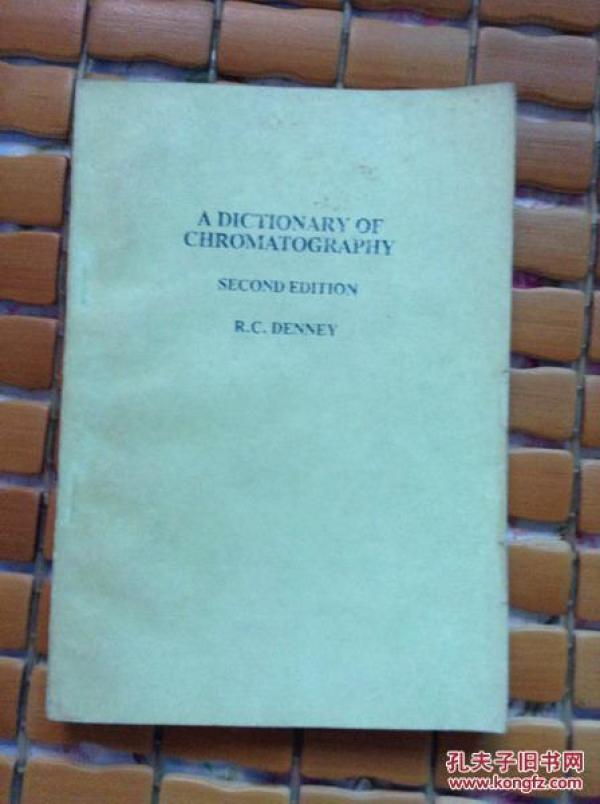 A DICTIONARY OF
CHROMATOGRAPHY
SECOND EDITION
R.C. DENNEY
孔夫子旧书网
www.kongfz.com